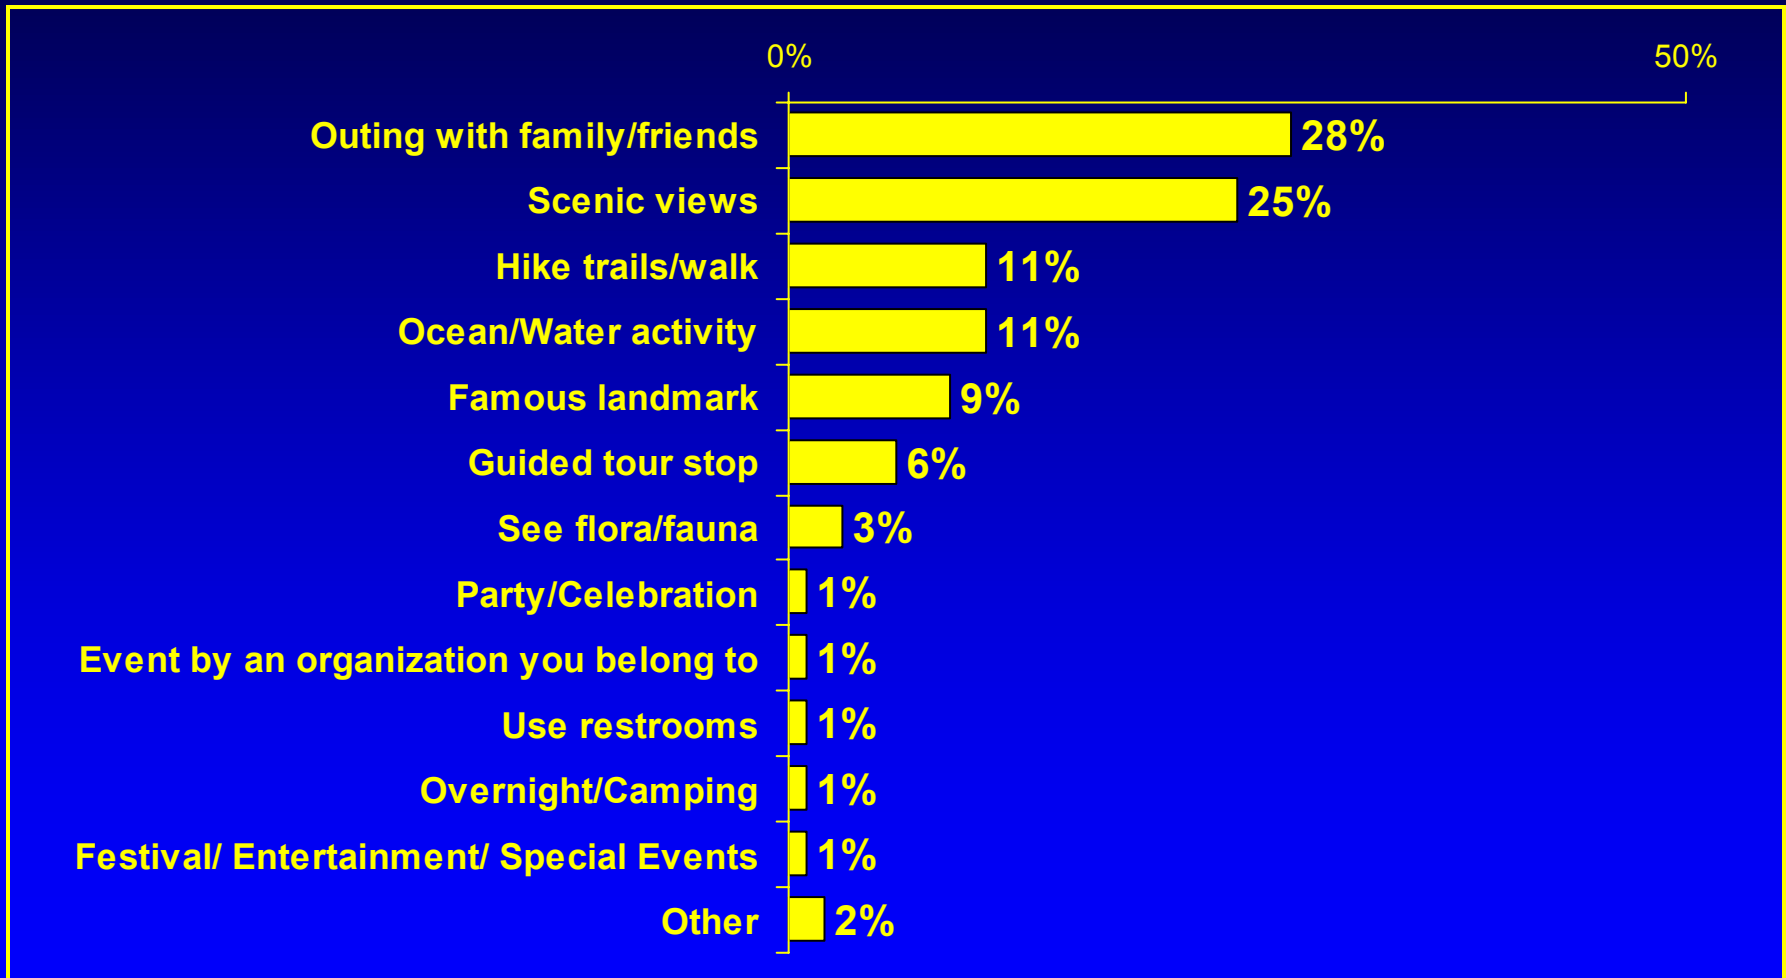 0% 50%
Outing with family/friends 28%
Scenic views 25%
Hike trails/walk 11%
Ocean/Water activity 11%
Famous landmark 9%
Guided tour stop 6%
See flora/fauna 3%
Party/Celebration 1%
Event by an organization you belong to 1%
Use restrooms 1%
Overnight/Camping 1%
Festival/ Entertainment/ Special Events 1%
Other 2%